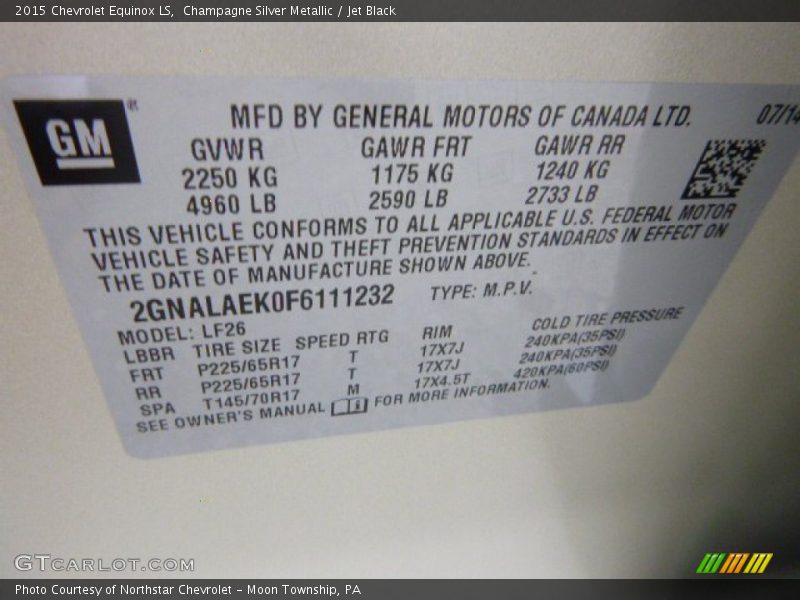 2015 Chevrolet Equinox LS,  Champagne Silver Metallic / Jet Black
GM ®
MFD BY GENERAL MOTORS OF CANADA LTD. 07/14
GVWR GAWR FRT GAWR RR
2250 KG 1175 KG 1240 KG
4960 LB 2590 LB 2733 LB
THIS VEHICLE CONFORMS TO ALL APPLICABLE U.S. FEDERAL MOTOR
VEHICLE SAFETY AND THEFT PREVENTION STANDARDS IN EFFECT ON
THE DATE OF MANUFACTURE SHOWN ABOVE.
2GNALAEK0F6111232 TYPE: M.P.V.
MODEL: LF26
LBBR TIRE SIZE SPEED RTG RIM COLD TIRE PRESSURE
FRT P225/65R17 T 17X7J 240KPA(35PSI)
RR P225/65R17 T 17X7J 240KPA(35PSI)
SPA T145/70R17 M 17X4.5T 420KPA(60PSI)
SEE OWNER'S MANUAL FOR MORE INFORMATION.
GTCARLOT.COM
Photo Courtesy of Northstar Chevrolet - Moon Township, PA